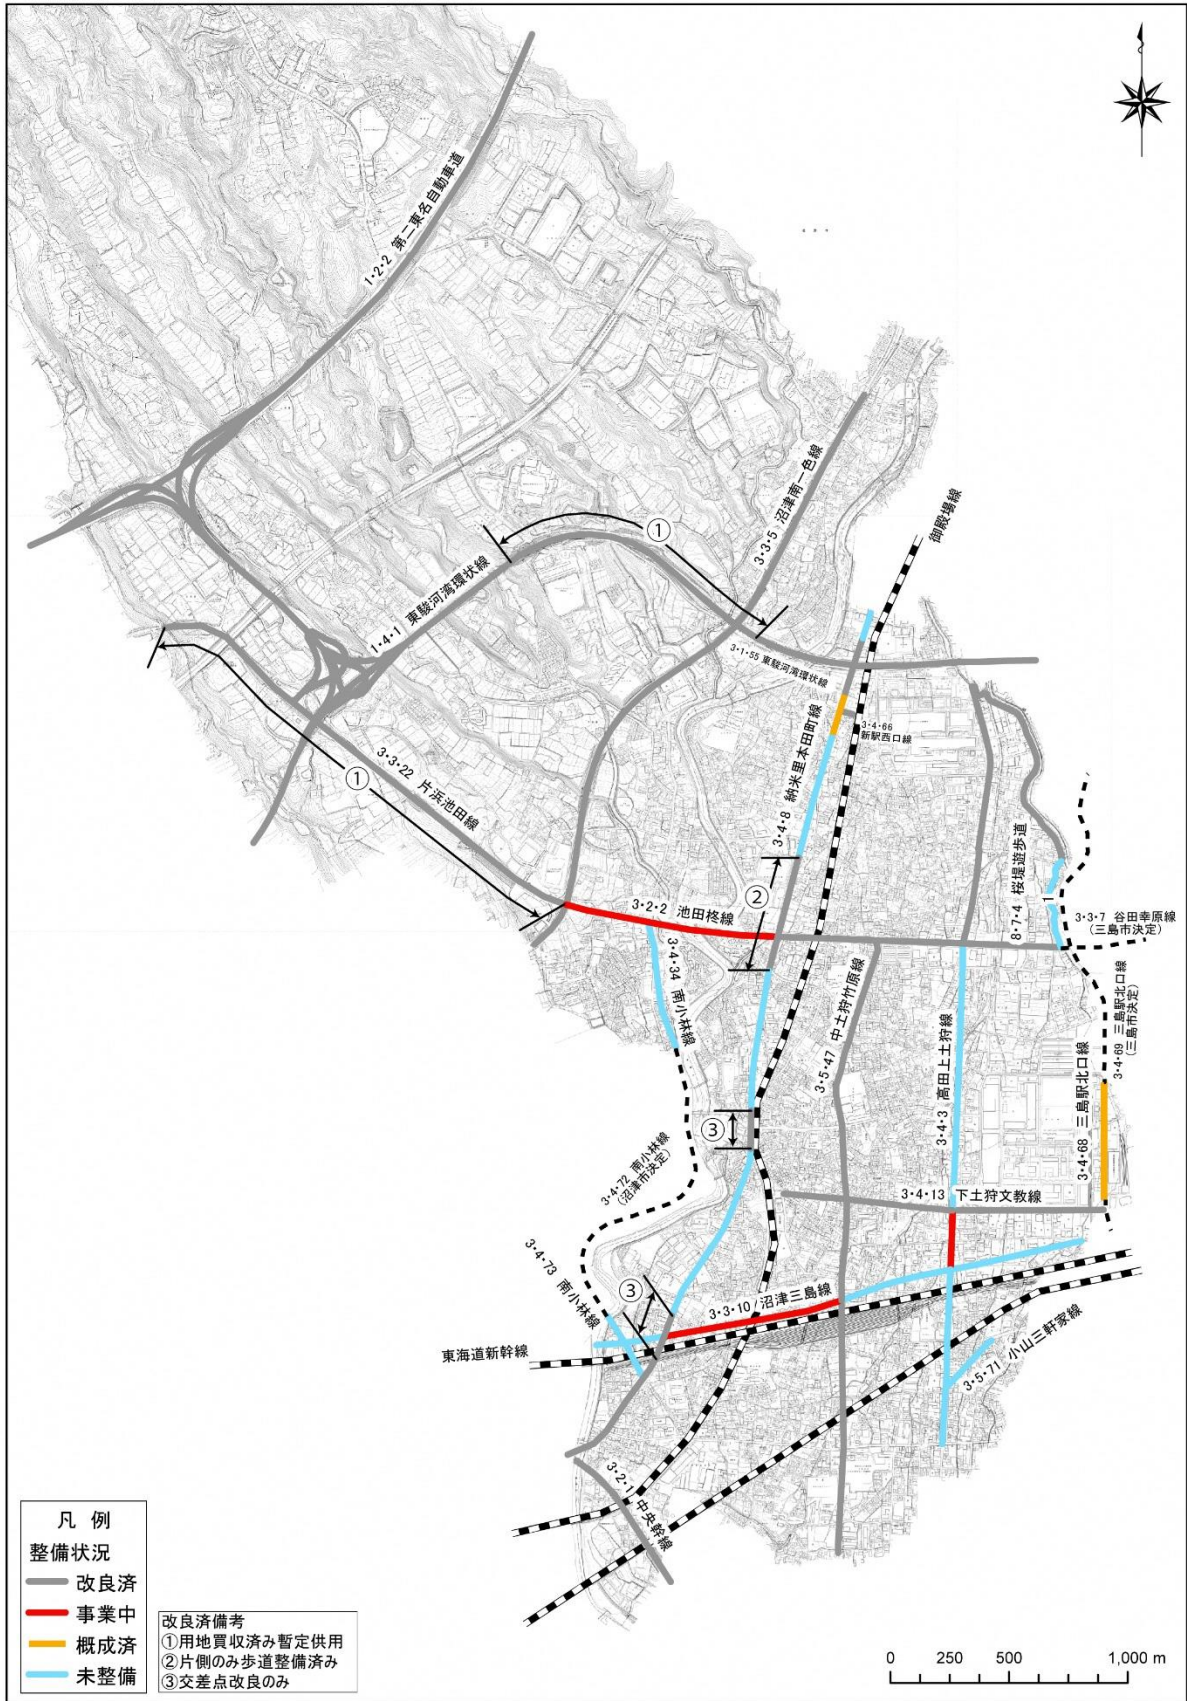 1・2・2 第二東名自動車道
御殿場線
3・3・5 沼津南一色線
①
1・4・1 東駿河湾環状線
3・1・55 東駿河湾環状線
3・4・66
新駅西口線
3・4・8 納米里本田町線
3・3・22 片浜池田線
①
②
8・7・4 桜堤遊歩道
1
3・2・2 池田柊線
3・3・7 谷田幸原線
(三島市決定)
3・4・34 南小林線
3・5・47 中土狩竹原線
3・4・3 高田上土狩線
3・4・69 三島駅北口線
(三島市決定)
3・4・68 三島駅北口線
③
3・4・72 南小林線
(沼津市決定)
3・4・13 下土狩文教線
3・4・73 南小林線
③
3・3・10 沼津三島線
東海道新幹線
3・5・71 小山三軒家線
3・2・1 中央幹線
凡 例
整備状況
改良済
事業中
概成済
未整備
改良済備考
①用地買収済み暫定供用
②片側のみ歩道整備済み
③交差点改良のみ
0 250 500 1,000 m